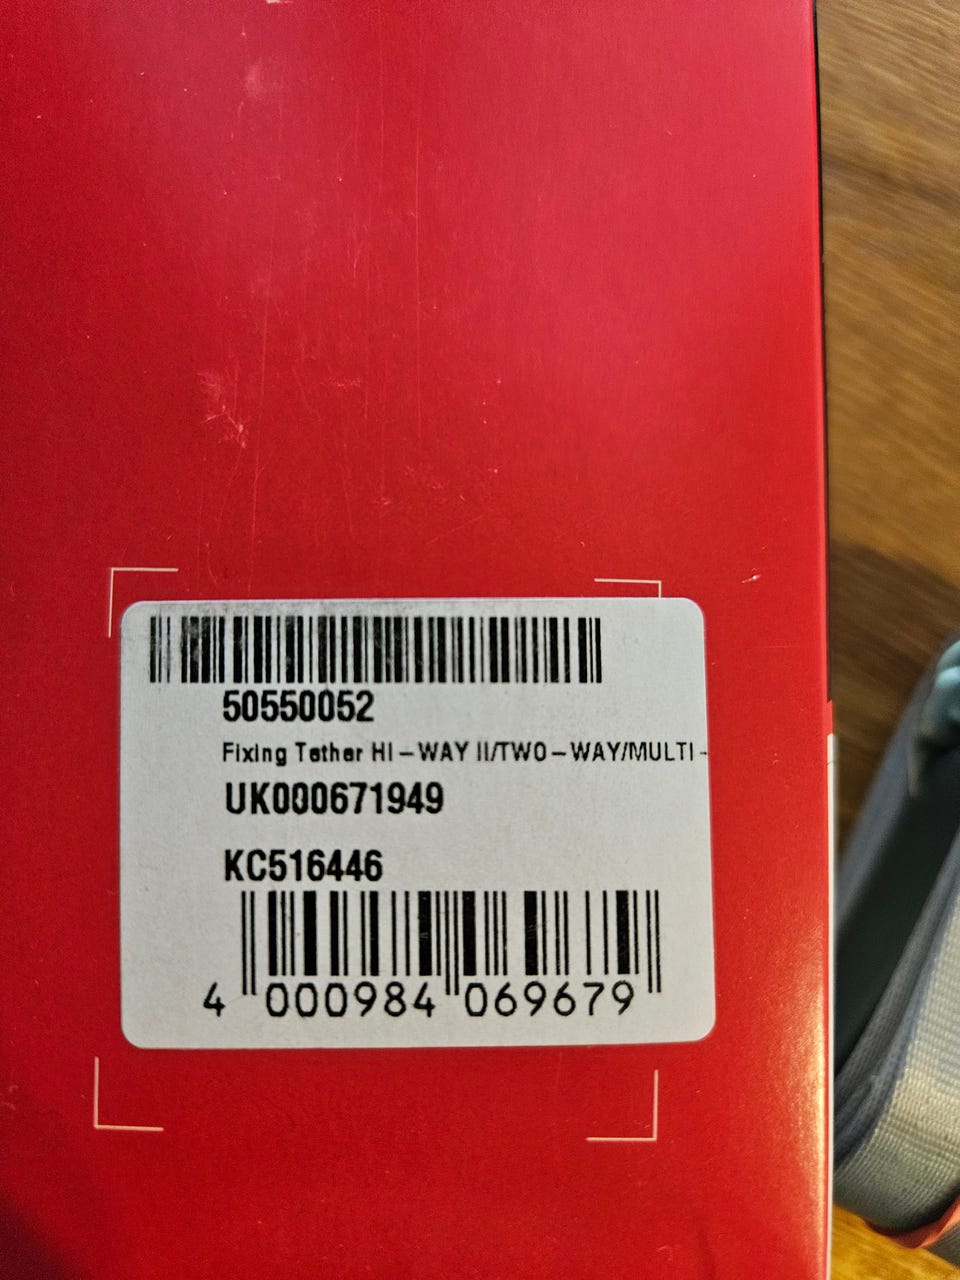 50550052
Fixing Tether HI-WAY II/TWO-WAY/MULTI-
UK000671949
KC516446
4 000984 069679